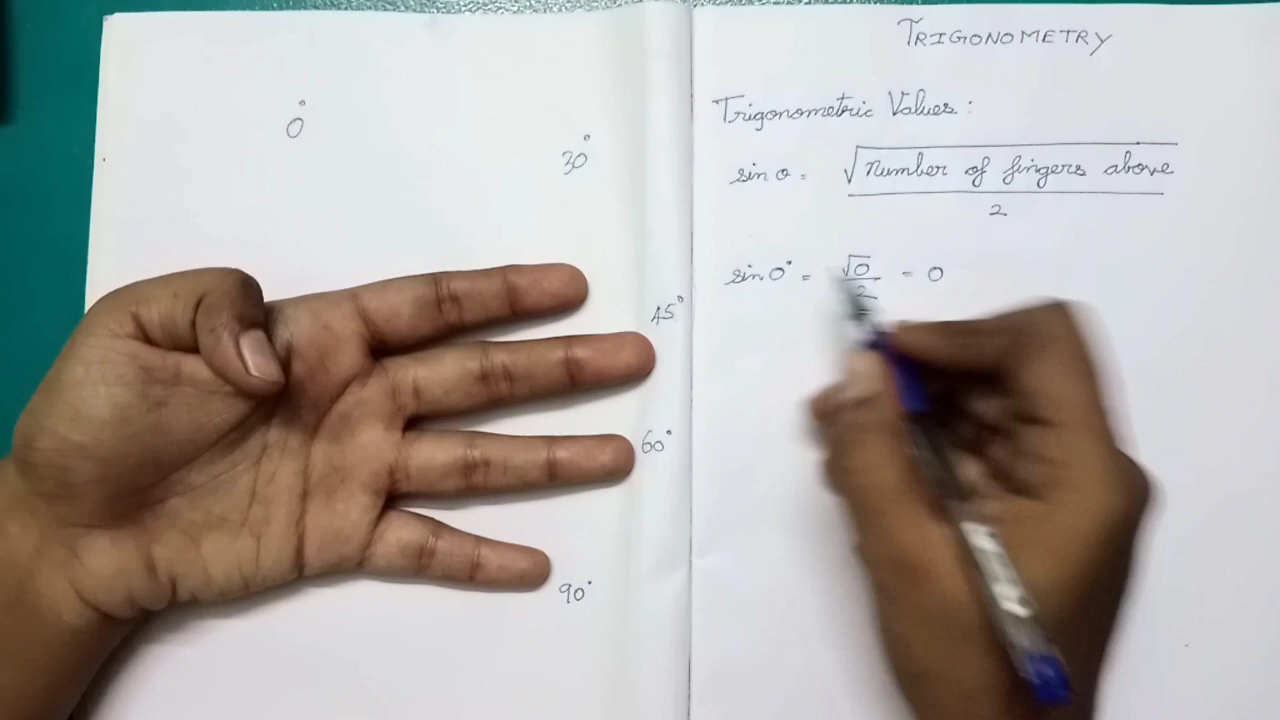 0°
30°
45°
60°
90°
TRIGONOMETRY
Trigonometric Values:
sin θ = √Number of fingers above
2
sin 0° = √0/2 = 0